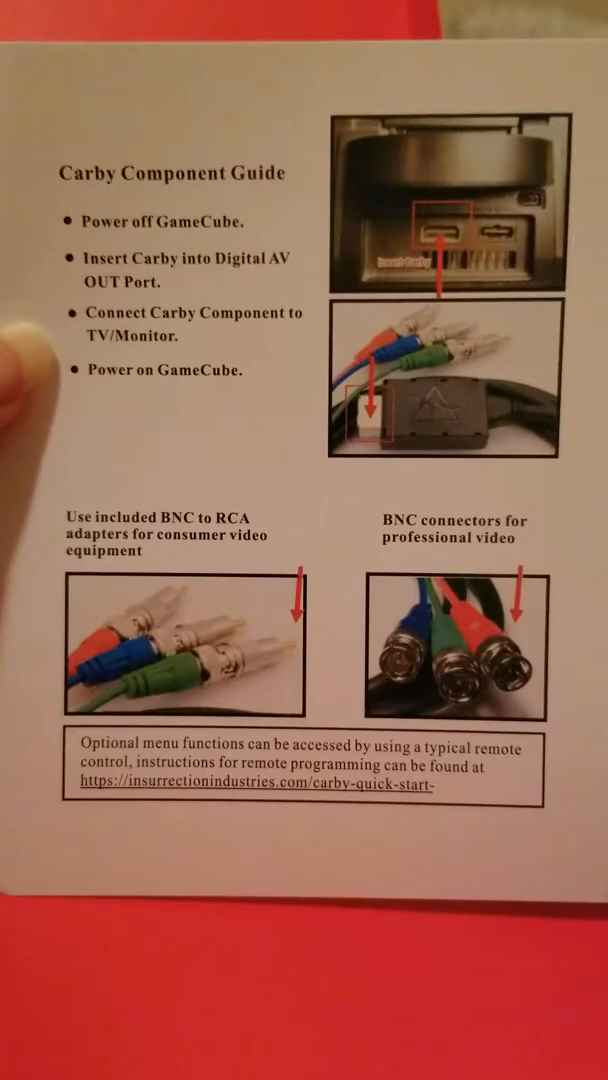 Carby Component Guide
● Power off GameCube.
● Insert Carby into Digital AV
OUT Port.
● Connect Carby Component to
TV/Monitor.
● Power on GameCube.
Insert Carby
Use included BNC to RCA
adapters for consumer video
equipment
BNC connectors for
professional video
Optional menu functions can be accessed by using a typical remote
control, instructions for remote programming can be found at
https://insurrectionindustries.com/carby-quick-start-